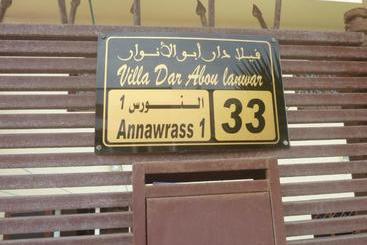 فيلا دار أبو الأنوار
Villa Dar Abou lanwar
النورس 1
Annawrass 1
33